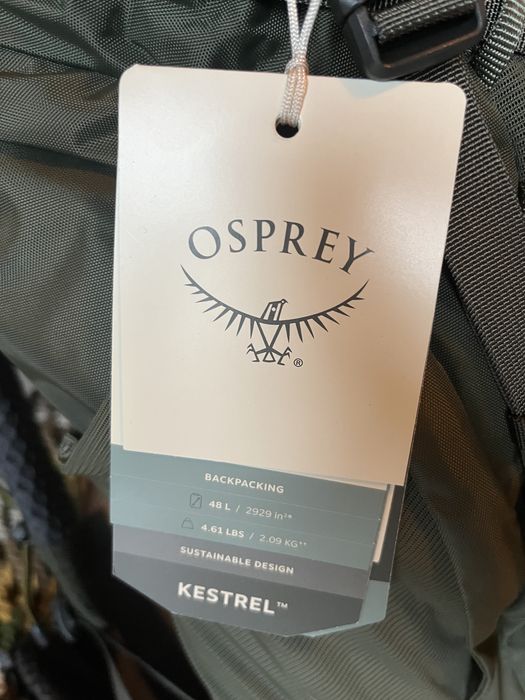 OSPREY
®
BACKPACKING
48 L / 2929 in³*
4.61 LBS / 2.09 KG**
SUSTAINABLE DESIGN
KESTREL™